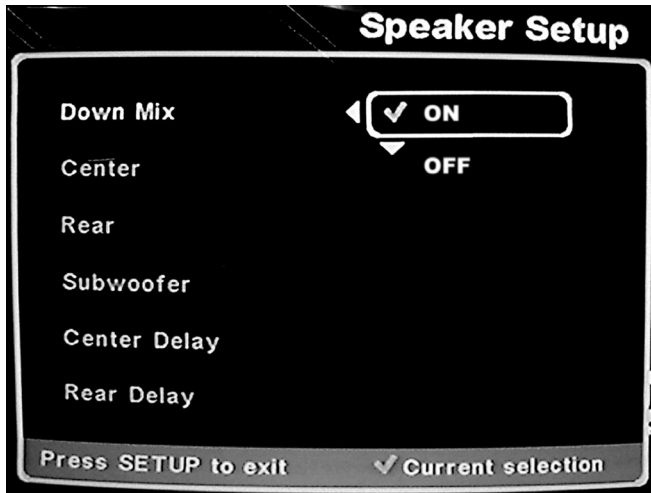 Speaker Setup
Down Mix ON
Center OFF
Rear
Subwoofer
Center Delay
Rear Delay
Press SETUP to exit Current selection